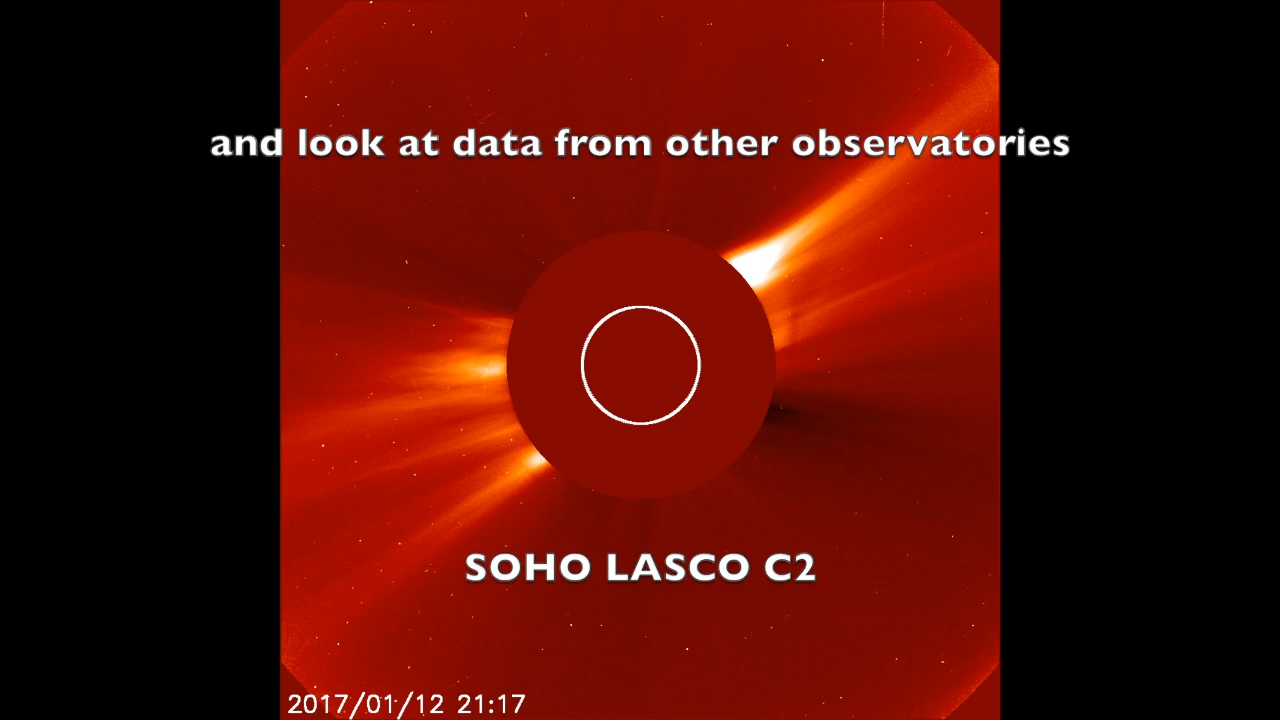 and look at data from other observatories
SOHO LASCO C2
2017/01/12 21:17